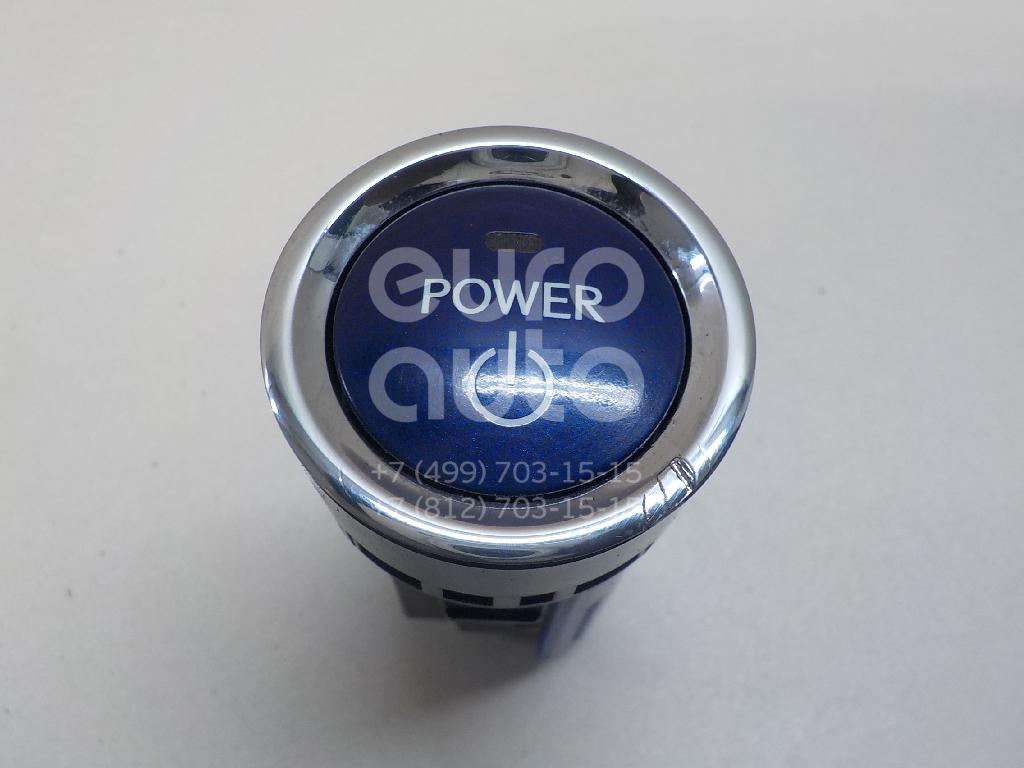 euro
POWER
auto
+7 (499) 703-15-15
+7 (812) 703-15-15